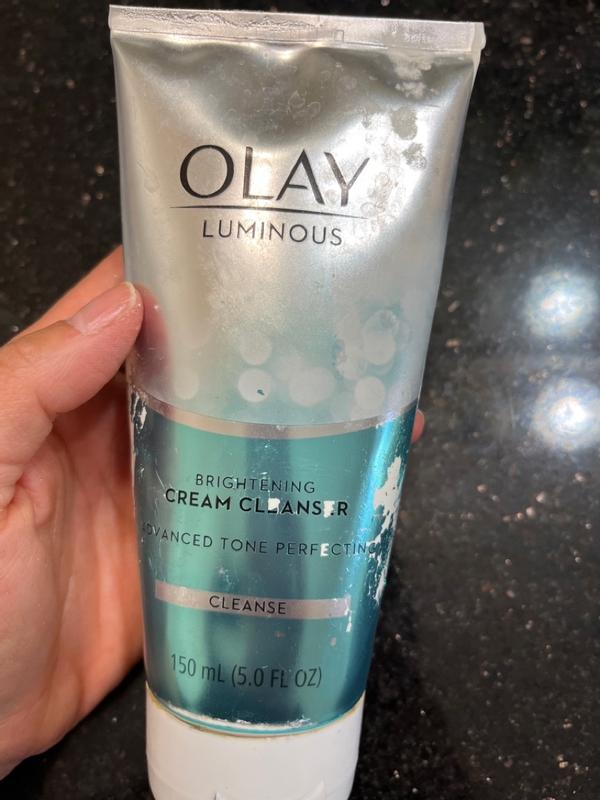 OLAY
LUMINOUS
BRIGHTENING
CREAM CLEANSER
ADVANCED TONE PERFECTING
CLEANSE
150 mL (5.0 FL OZ)